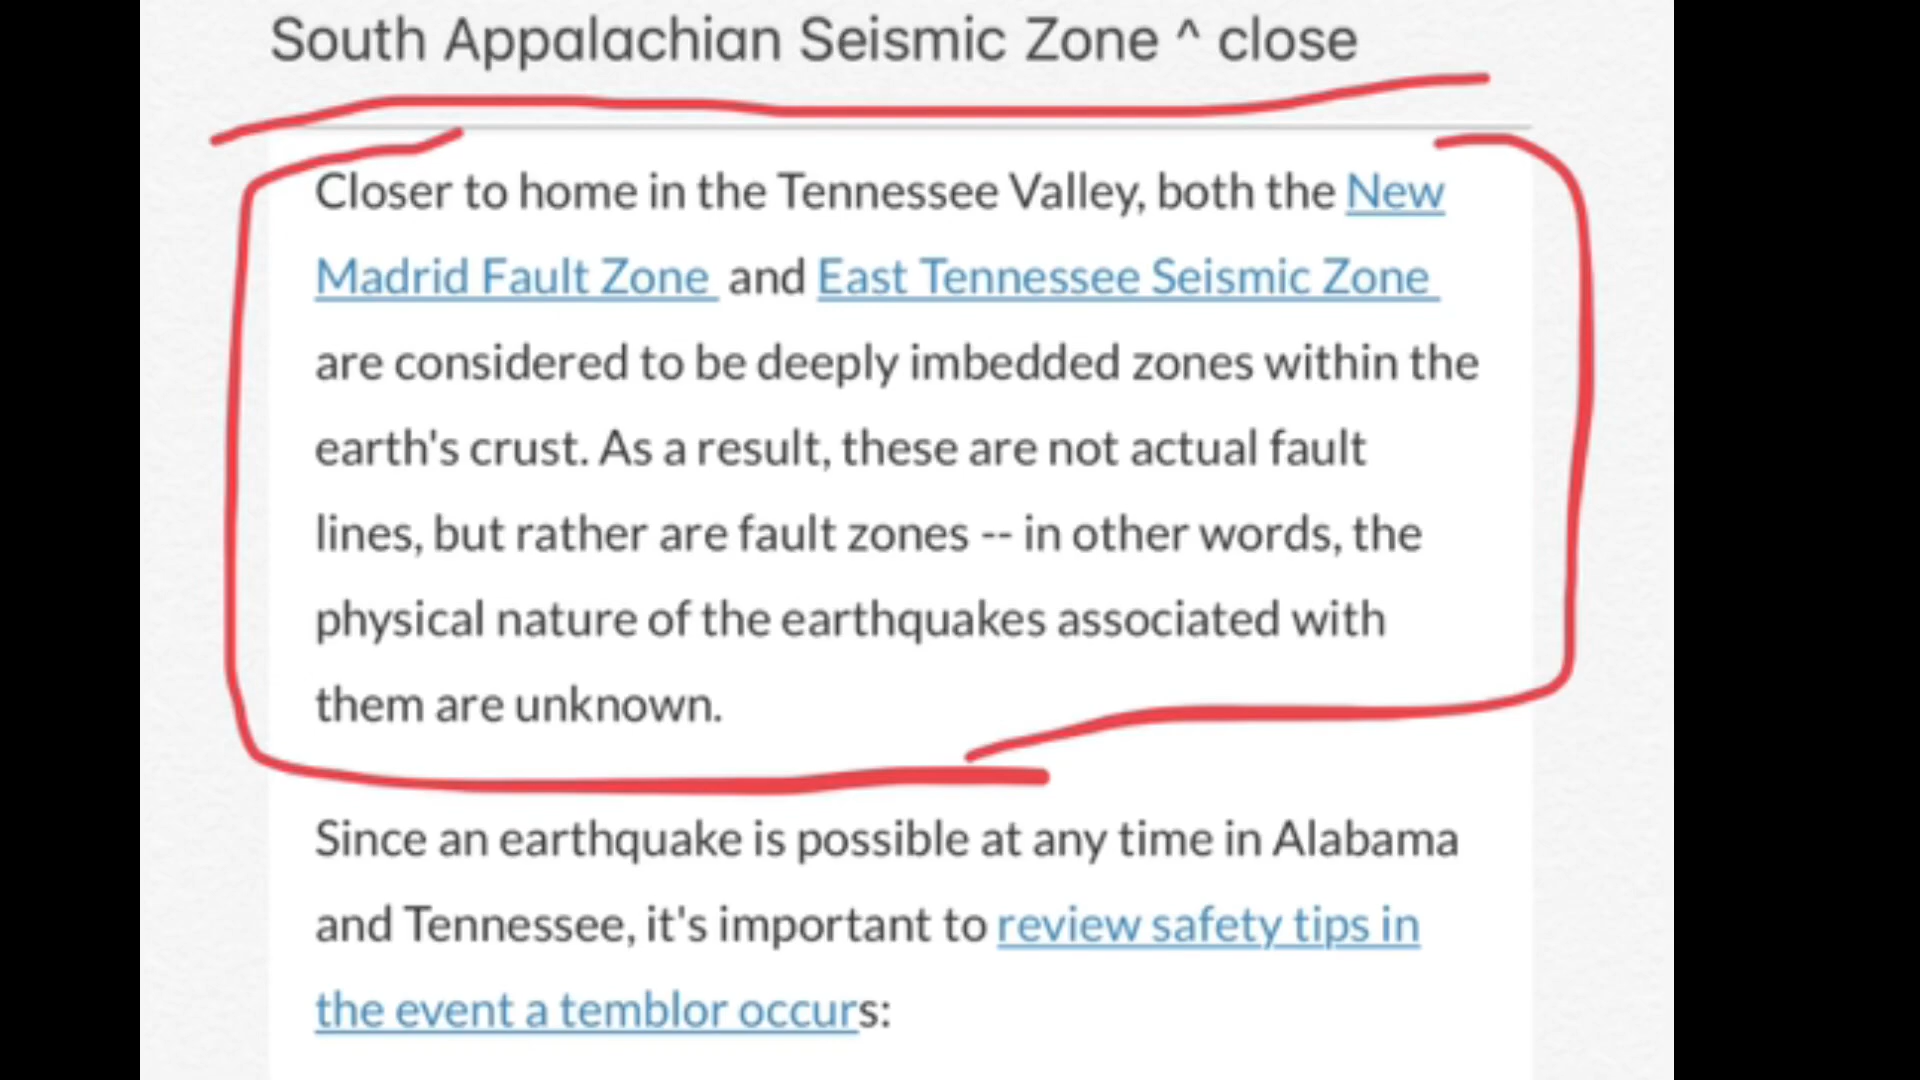 South Appalachian Seismic Zone ^ close
Closer to home in the Tennessee Valley, both the New
Madrid Fault Zone and East Tennessee Seismic Zone
are considered to be deeply imbedded zones within the
earth's crust. As a result, these are not actual fault
lines, but rather are fault zones -- in other words, the
physical nature of the earthquakes associated with
them are unknown.
Since an earthquake is possible at any time in Alabama
and Tennessee, it's important to review safety tips in
the event a temblor occurs: